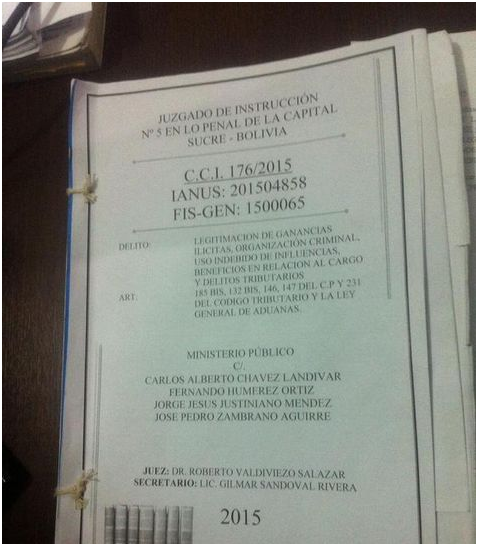 JUZGADO DE INSTRUCCIÓN
Nº 5 EN LO PENAL DE LA CAPITAL
SUCRE - BOLIVIA
C.C.I. 176/2015
IANUS: 201504858
FIS-GEN: 1500065
DELITO: LEGITIMACION DE GANANCIAS
ILICITAS, ORGANIZACIÓN CRIMINAL,
USO INDEBIDO DE INFLUENCIAS,
BENEFICIOS EN RELACION AL CARGO
Y DELITOS TRIBUTARIOS
ART. 185 BIS, 132 BIS, 146, 147 DEL C.P Y 231
DEL CODIGO TRIBUTARIO Y LA LEY
GENERAL DE ADUANAS.
MINISTERIO PÚBLICO
C/.
CARLOS ALBERTO CHAVEZ LANDIVAR
FERNANDO HUMEREZ ORTIZ
JORGE JESUS JUSTINIANO MENDEZ
JOSE PEDRO ZAMBRANO AGUIRRE
JUEZ: DR. ROBERTO VALDIVIEZO SALAZAR
SECRETARIO: LIC. GILMAR SANDOVAL RIVERA
2015